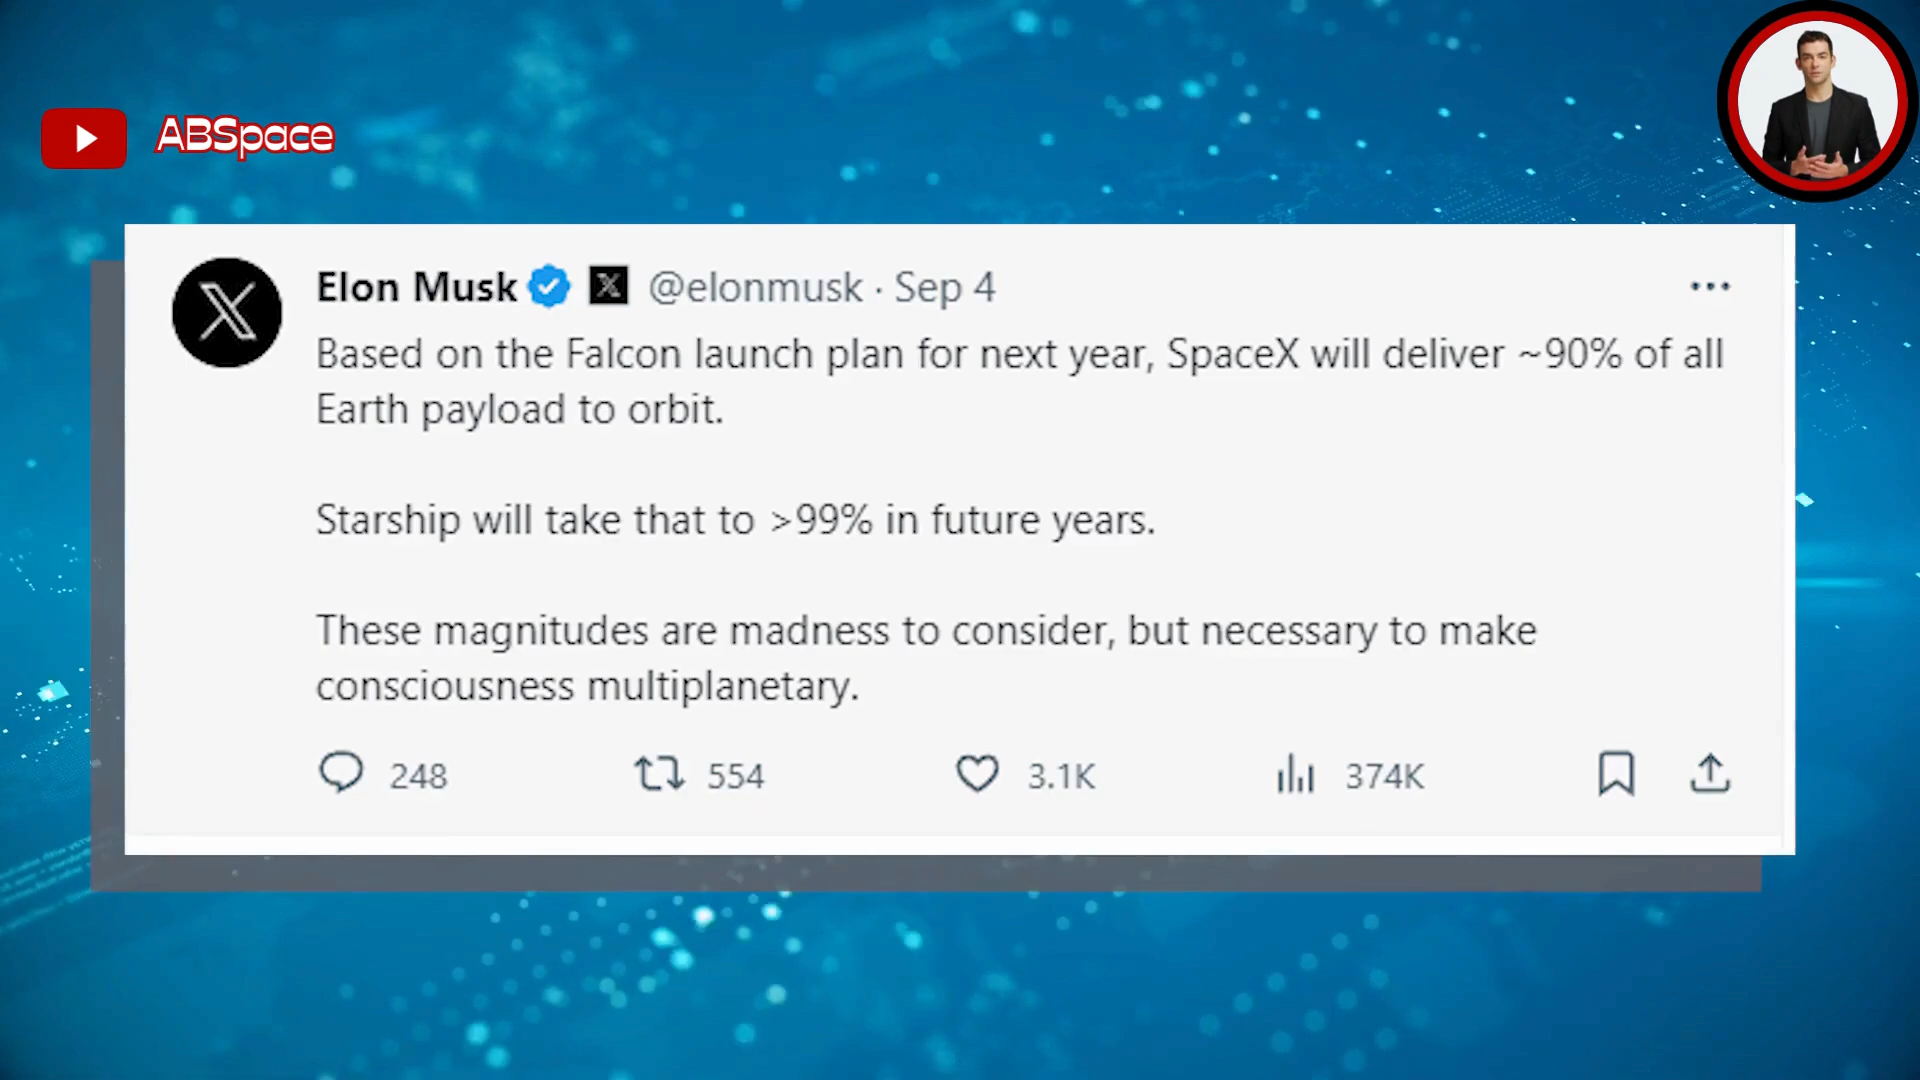 ABSpace
Elon Musk @elonmusk · Sep 4
Based on the Falcon launch plan for next year, SpaceX will deliver ~90% of all
Earth payload to orbit.
Starship will take that to >99% in future years.
These magnitudes are madness to consider, but necessary to make
consciousness multiplanetary.
248 554 3.1K 374K